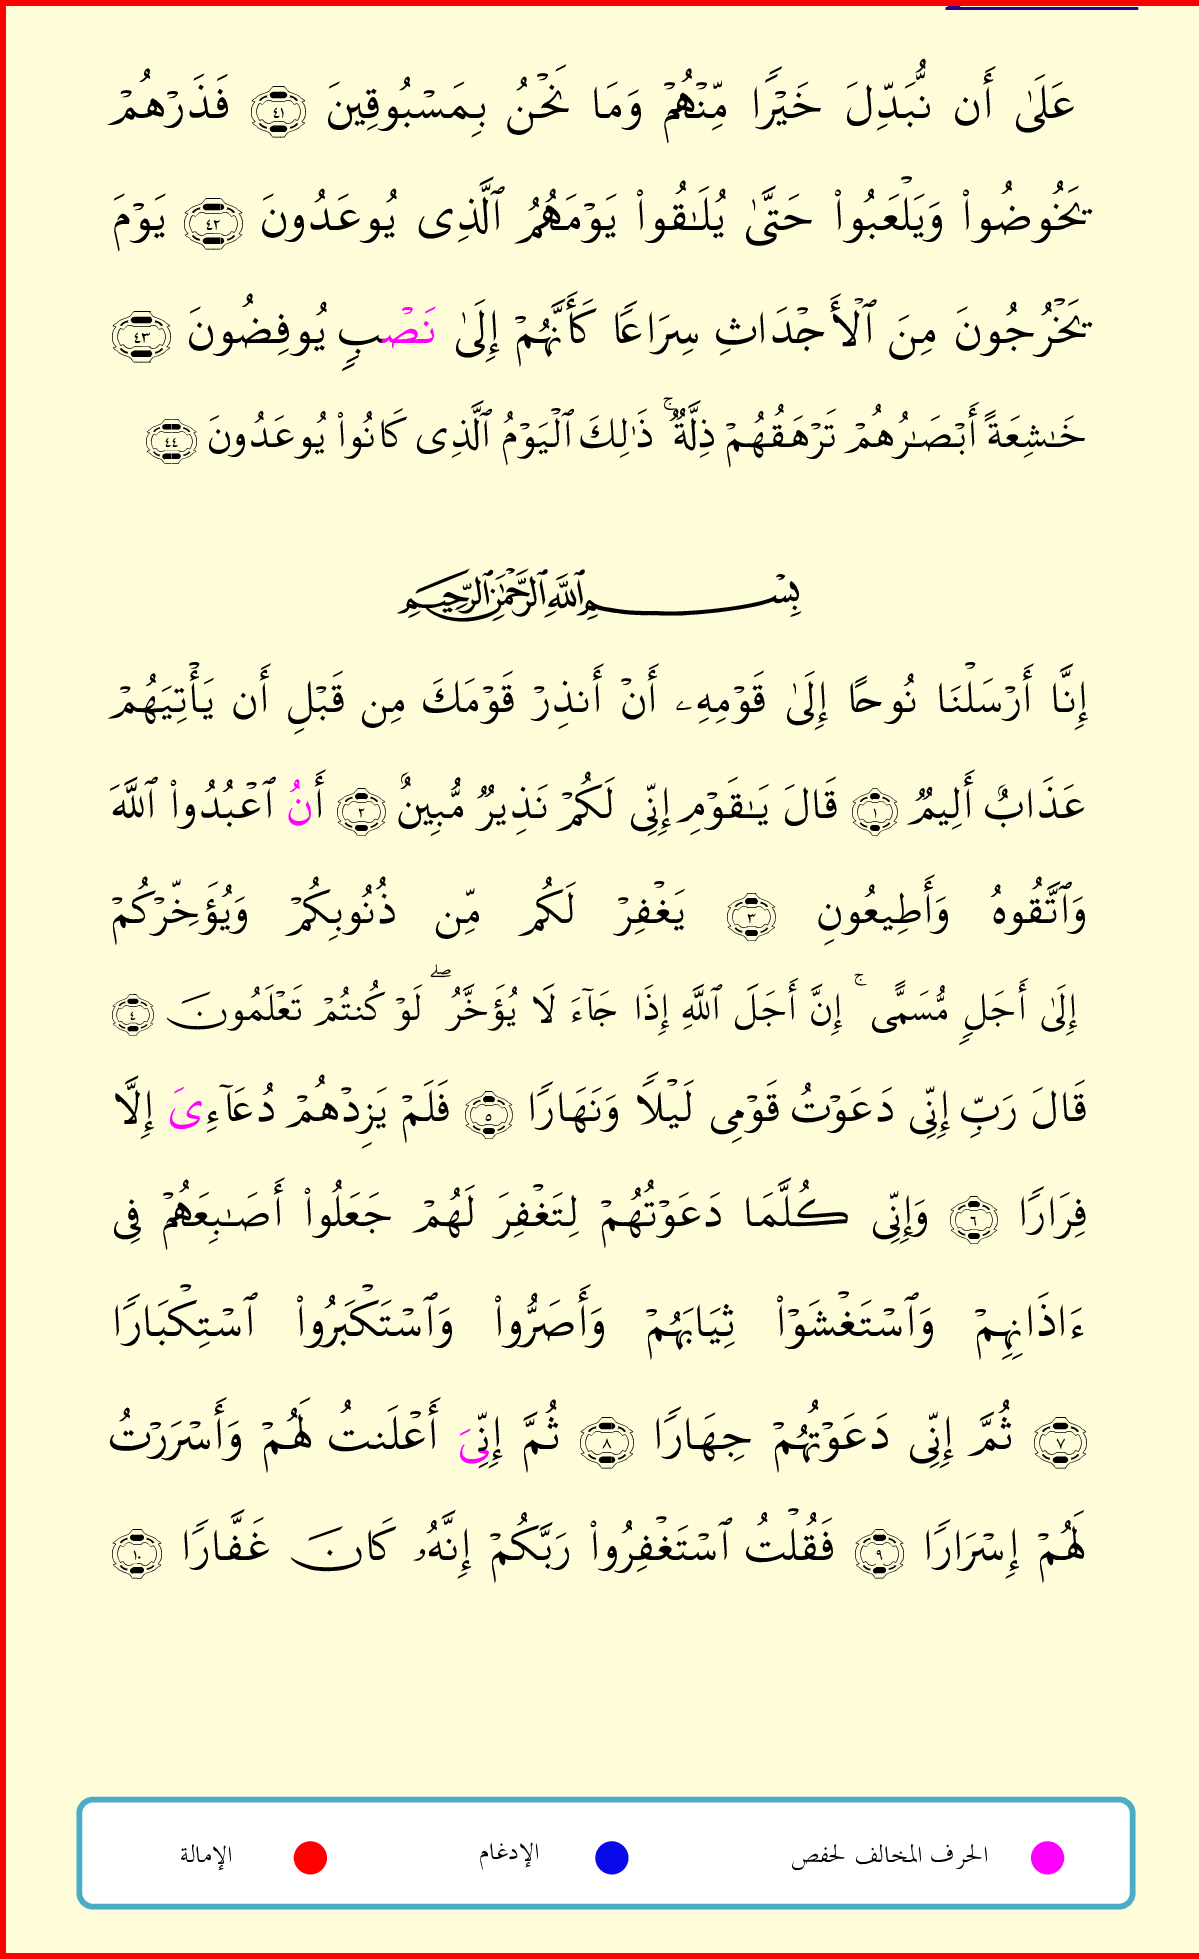 عَلَىٰٓ أَن نُّبَدِّلَ خَيْرًا مِّنْهُمْ وَمَا نَحْنُ بِمَسْبُوقِينَ ٤١ فَذَرْهُمْ
يَخُوضُوا۟ وَيَلْعَبُوا۟ حَتَّىٰ يُلَـٰقُوا۟ يَوْمَهُمُ ٱلَّذِى يُوعَدُونَ ٤٢ يَوْمَ
يَخْرُجُونَ مِنَ ٱلْأَجْدَاثِ سِرَاعًا كَأَنَّهُمْ إِلَىٰ نَصْبٍ يُوفِضُونَ ٤٣
خَـٰشِعَةً أَبْصَـٰرُهُمْ تَرْهَقُهُمْ ذِلَّةٌ ۚ ذَٰلِكَ ٱلْيَوْمُ ٱلَّذِى كَانُوا۟ يُوعَدُونَ ٤٤
بِسْمِ ٱللَّهِ ٱلرَّحْمَـٰنِ ٱلرَّحِيمِ
إِنَّا أَرْسَلْنَا نُوحًا إِلَىٰ قَوْمِهِۦ أَنْ أَنذِرْ قَوْمَكَ مِن قَبْلِ أَن يَأْتِيَهُمْ
عَذَابٌ أَلِيمٌ ١ قَالَ يَـٰقَوْمِ إِنِّى لَكُمْ نَذِيرٌ مُّبِينٌ ٢ أَنُ ٱعْبُدُوا۟ ٱللَّهَ
وَٱتَّقُوهُ وَأَطِيعُونِ ٣ يَغْفِرْ لَكُم مِّن ذُنُوبِكُمْ وَيُؤَخِّرْكُمْ
إِلَىٰ أَجَلٍ مُّسَمًّى ۚ إِنَّ أَجَلَ ٱللَّهِ إِذَا جَآءَ لَا يُؤَخَّرُ ۖ لَوْ كُنتُمْ تَعْلَمُونَ ٤
قَالَ رَبِّ إِنِّى دَعَوْتُ قَوْمِى لَيْلًا وَنَهَارًا ٥ فَلَمْ يَزِدْهُمْ دُعَآءِىَ إِلَّا
فِرَارًا ٦ وَإِنِّى كُلَّمَا دَعَوْتُهُمْ لِتَغْفِرَ لَهُمْ جَعَلُوا۟ أَصَـٰبِعَهُمْ فِى
ءَاذَانِهِمْ وَٱسْتَغْشَوْا۟ ثِيَابَهُمْ وَأَصَرُّوا۟ وَٱسْتَكْبَرُوا۟ ٱسْتِكْبَارًا
٧ ثُمَّ إِنِّى دَعَوْتُهُمْ جِهَارًا ٨ ثُمَّ إِنِّىَ أَعْلَنتُ لَهُمْ وَأَسْرَرْتُ
لَهُمْ إِسْرَارًا ٩ فَقُلْتُ ٱسْتَغْفِرُوا۟ رَبَّكُمْ إِنَّهُۥ كَانَ غَفَّارًا ١٠
الحرف المخالف لحفص الإدغام الإمالة